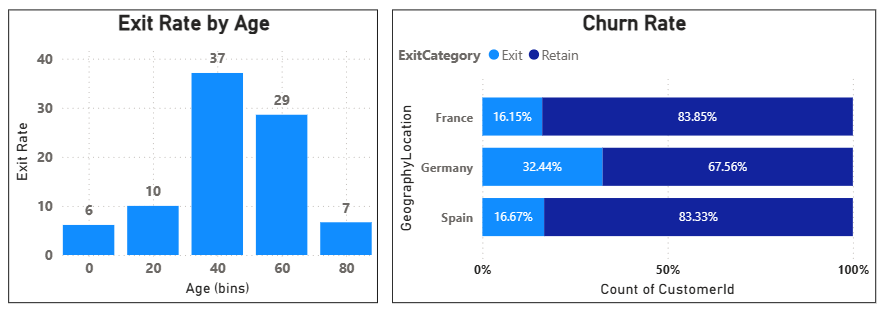 Exit Rate by Age
Exit Rate
40
30
20
10
0
6
10
37
29
7
0 20 40 60 80
Age (bins)
Churn Rate
ExitCategory Exit Retain
GeographyLocation
France 16.15% 83.85%
Germany 32.44% 67.56%
Spain 16.67% 83.33%
0% 50% 100%
Count of CustomerId